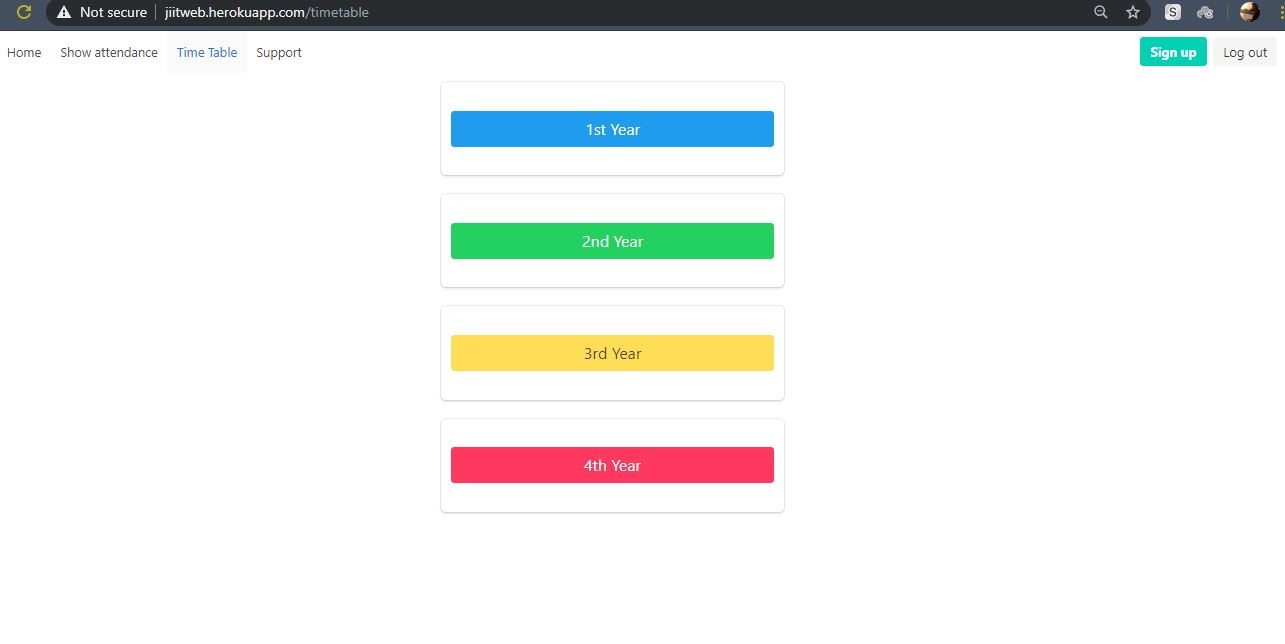 Not secure jiitweb.herokuapp.com/timetable S
Home Show attendance Time Table Support Sign up Log out
1st Year
2nd Year
3rd Year
4th Year